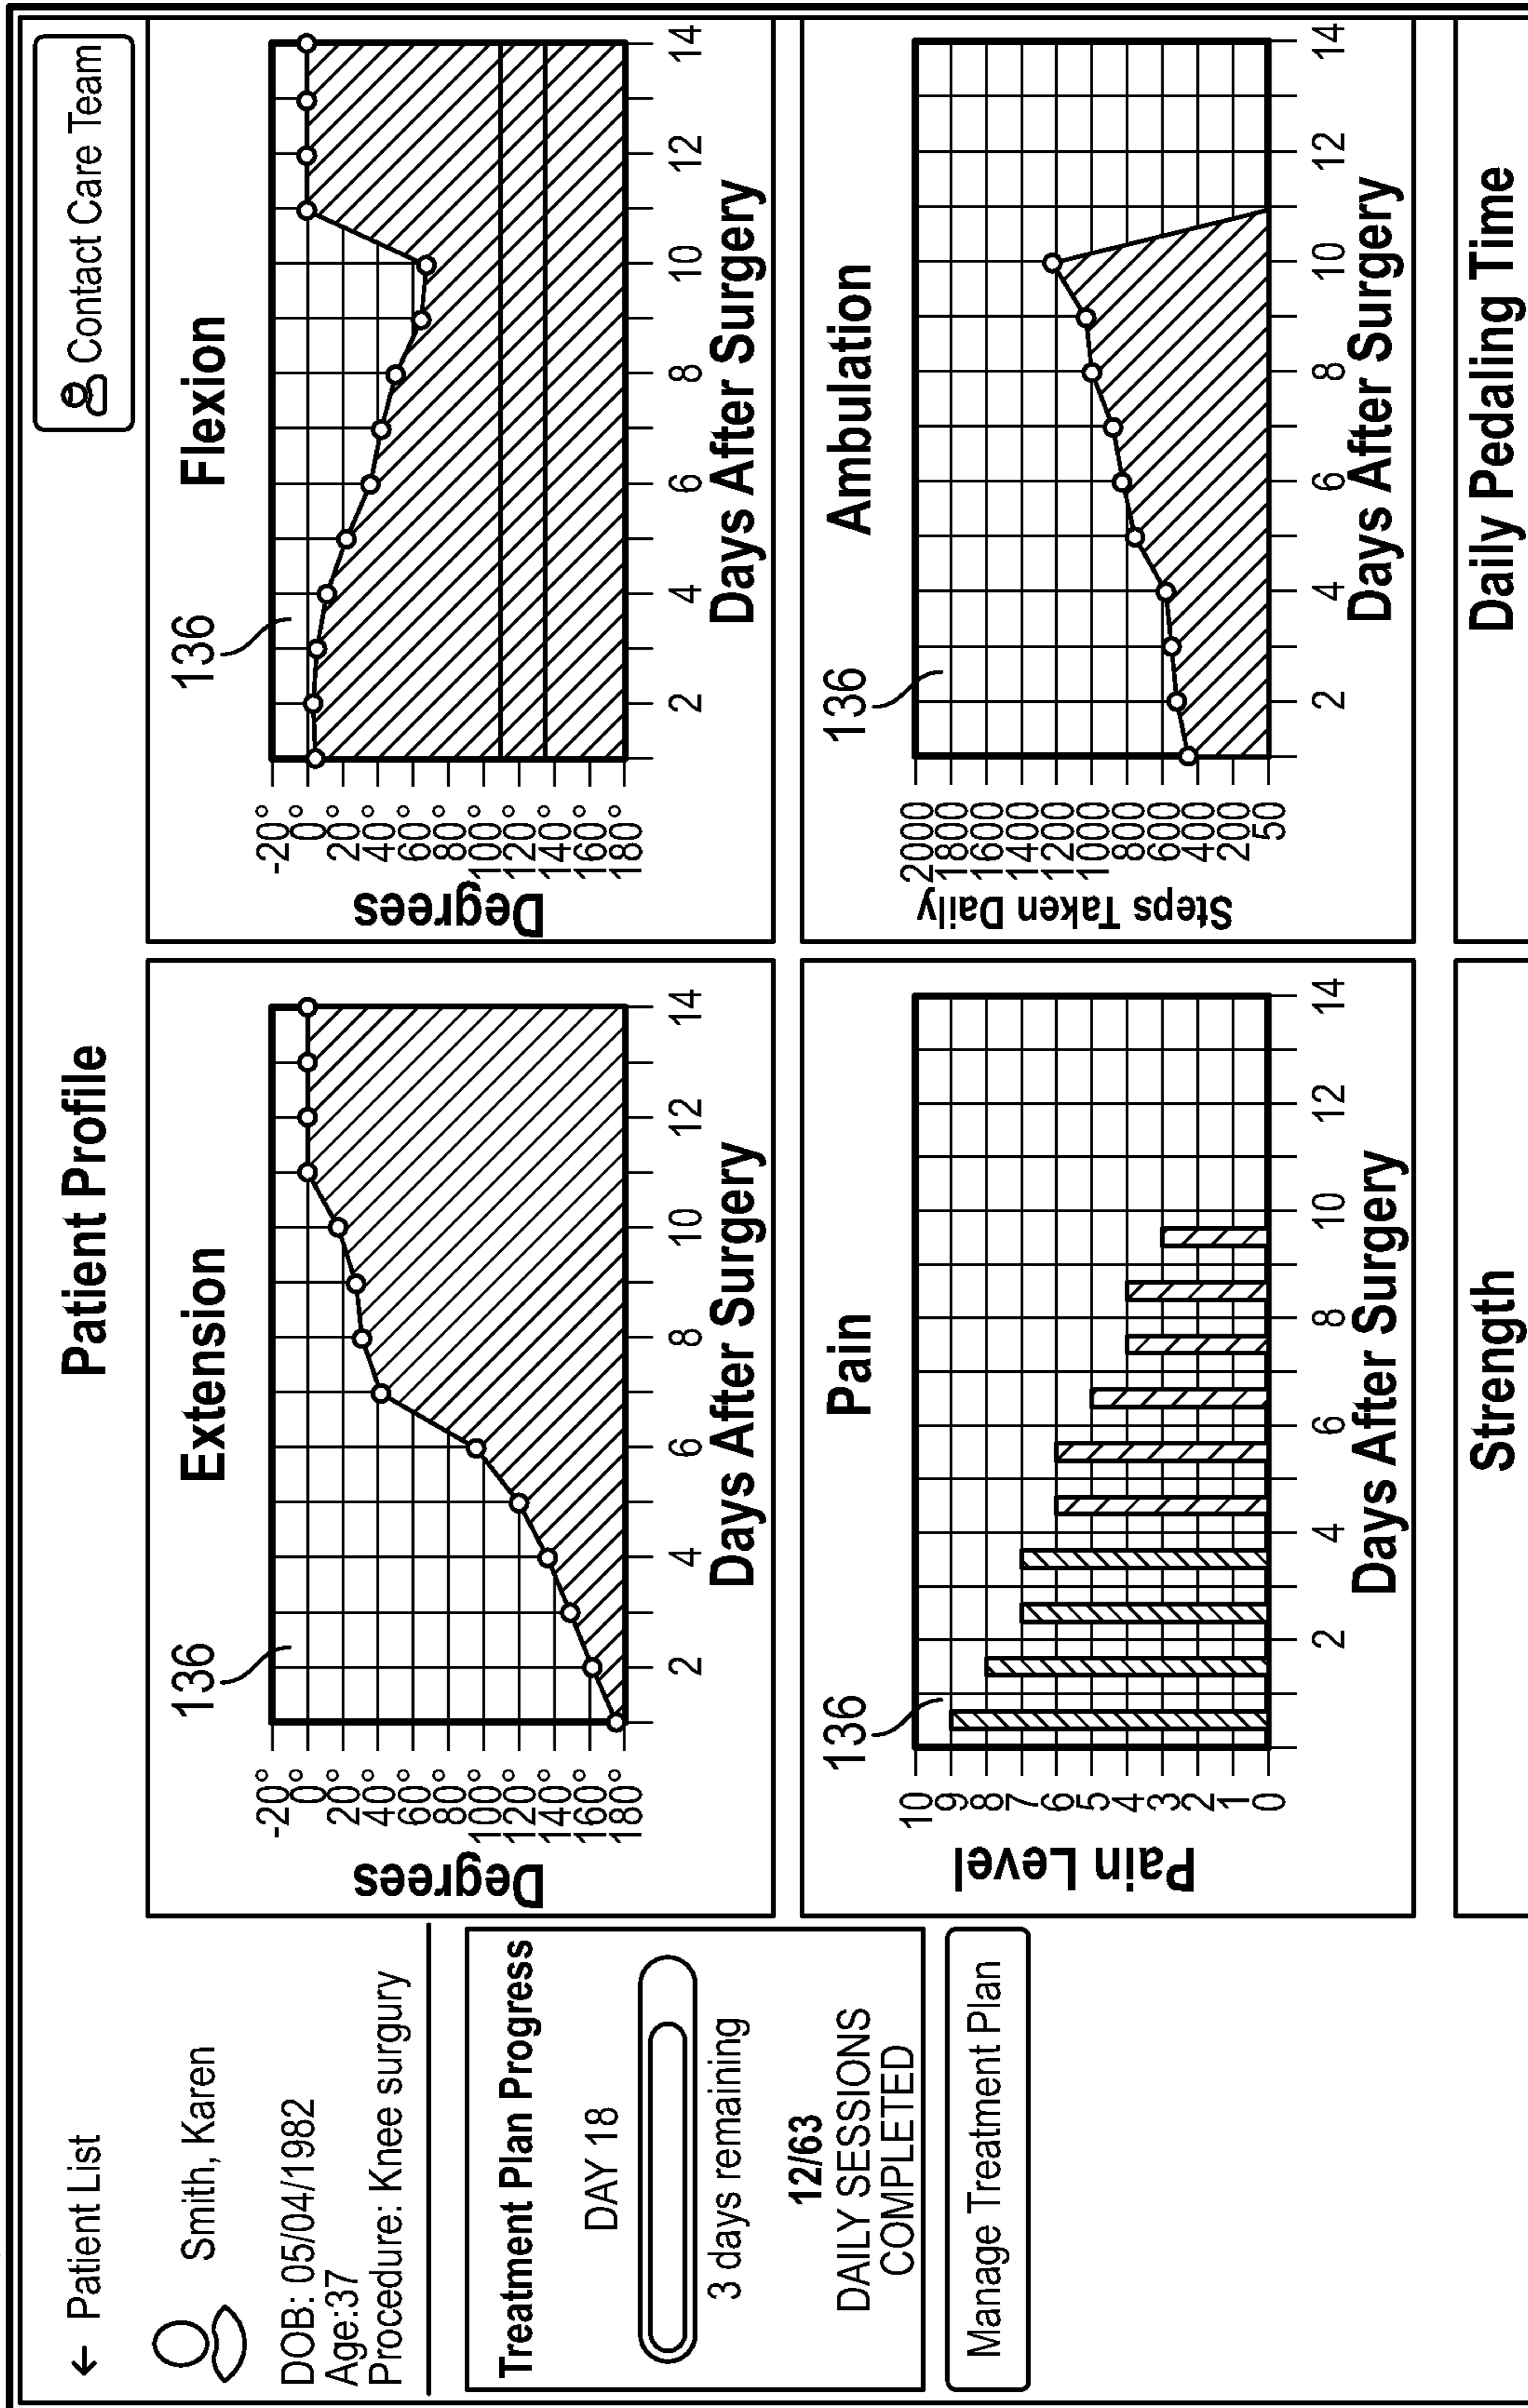 ← Patient List
Patient Profile
Contact Care Team
Smith, Karen
DOB: 05/04/1982
Age:37
Procedure: Knee surgury
Treatment Plan Progress
DAY 18
3 days remaining
12/63
DAILY SESSIONS
COMPLETED
Manage Treatment Plan
Extension
136
Degrees
-20°
0°
20°
40°
60°
80°
100°
120°
140°
160°
180°
2 4 6 8 10 12 14
Days After Surgery
Flexion
136
Degrees
-20°
0°
20°
40°
60°
80°
100°
120°
140°
160°
180°
2 4 6 8 10 12 14
Days After Surgery
Pain
136
Pain Level
10
9
8
7
6
5
4
3
2
1
0
2 4 6 8 10 12 14
Days After Surgery
Ambulation
136
Steps Taken Daily
2000
1800
1600
1400
1200
1000
800
600
400
200
50
2 4 6 8 10 12 14
Days After Surgery
Strength
Daily Pedaling Time